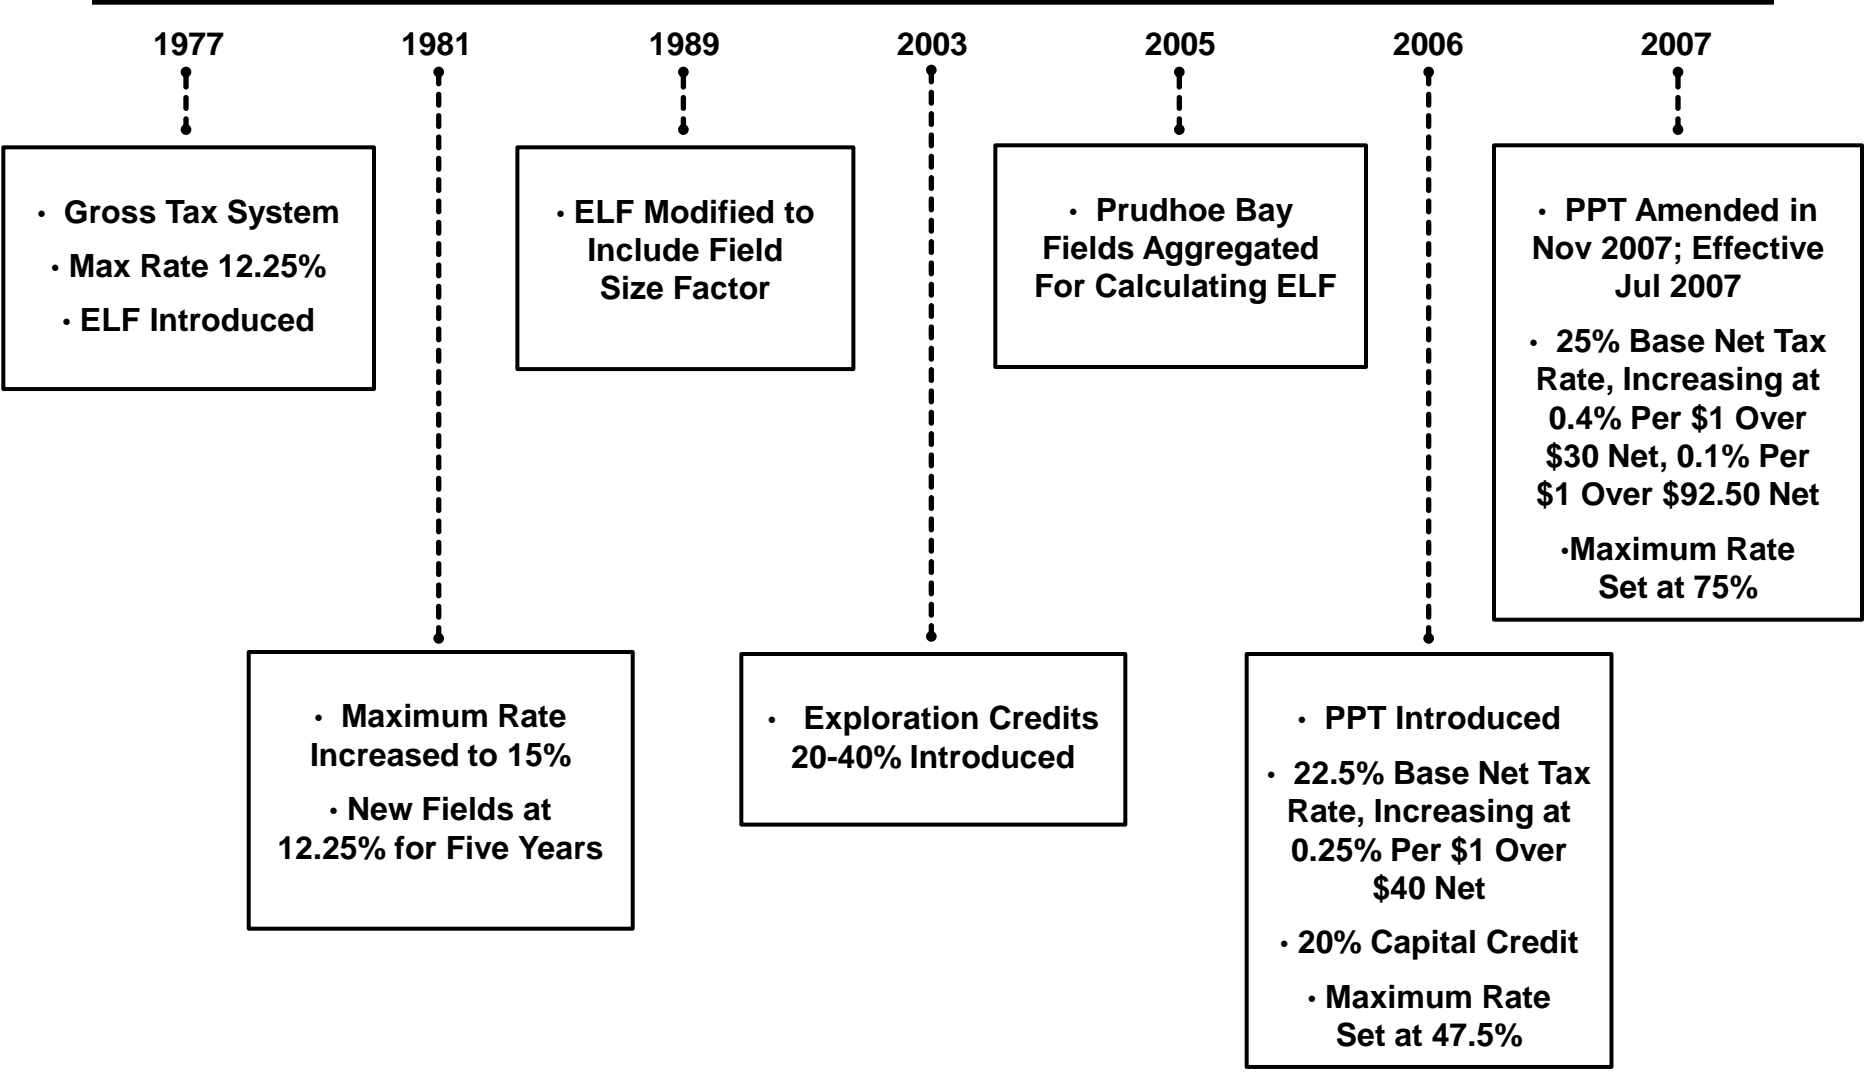 1977
1981
1989
2003
2005
2006
2007
• Gross Tax System
• Max Rate 12.25%
• ELF Introduced
• Maximum Rate
Increased to 15%
• New Fields at
12.25% for Five Years
• ELF Modified to
Include Field
Size Factor
• Exploration Credits
20-40% Introduced
• Prudhoe Bay
Fields Aggregated
For Calculating ELF
• PPT Introduced
• 22.5% Base Net Tax
Rate, Increasing at
0.25% Per $1 Over
$40 Net
• 20% Capital Credit
• Maximum Rate
Set at 47.5%
• PPT Amended in
Nov 2007; Effective
Jul 2007
• 25% Base Net Tax
Rate, Increasing at
0.4% Per $1 Over
$30 Net, 0.1% Per
$1 Over $92.50 Net
•Maximum Rate
Set at 75%